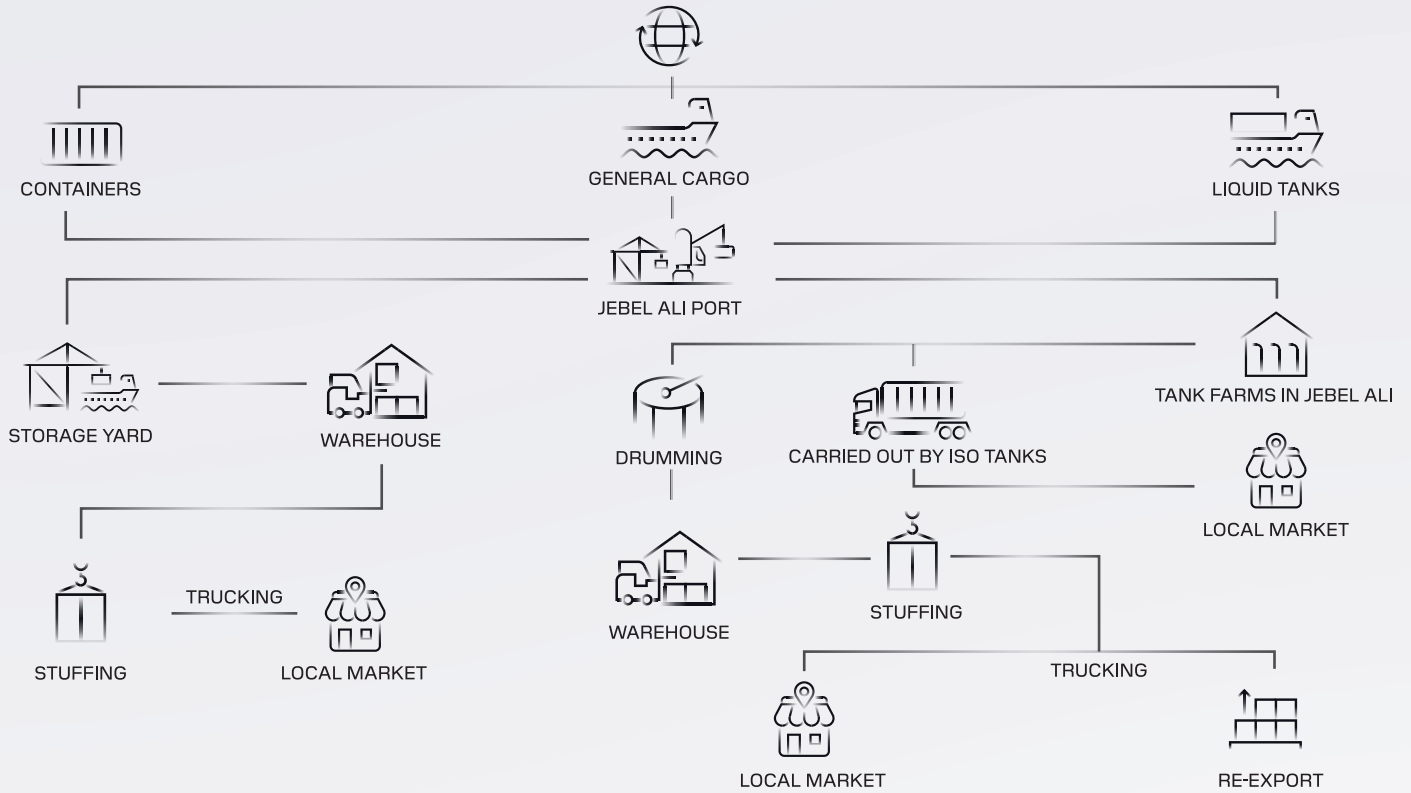 CONTAINERS
GENERAL CARGO
LIQUID TANKS
JEBEL ALI PORT
TANK FARMS IN JEBEL ALI
STORAGE YARD
WAREHOUSE
DRUMMING
CARRIED OUT BY ISO TANKS
LOCAL MARKET
TRUCKING
STUFFING
WAREHOUSE
STUFFING
LOCAL MARKET
TRUCKING
LOCAL MARKET
RE-EXPORT